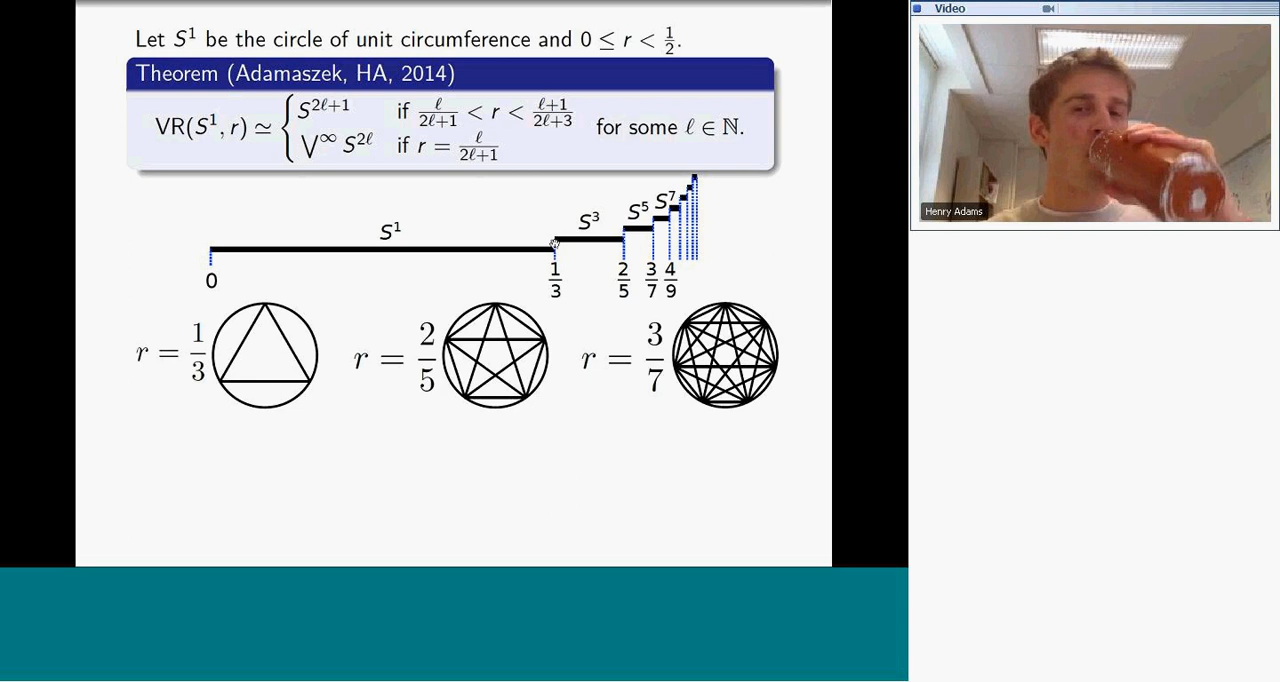 Let S¹ be the circle of unit circumference and 0 ≤ r < 1/2.
Theorem (Adamaszek, HA, 2014)
VR(S¹, r) ≃ { S^{2ℓ+1} if ℓ/(2ℓ+1) < r < (ℓ+1)/(2ℓ+3)
⋁^∞ S^{2ℓ} if r = ℓ/(2ℓ+1)
for some ℓ ∈ ℕ.
S¹ S³ S⁵ S⁷
0 1/3 2/5 3/7 4/9
r = 1/3 r = 2/5 r = 3/7
Video
Henry Adams